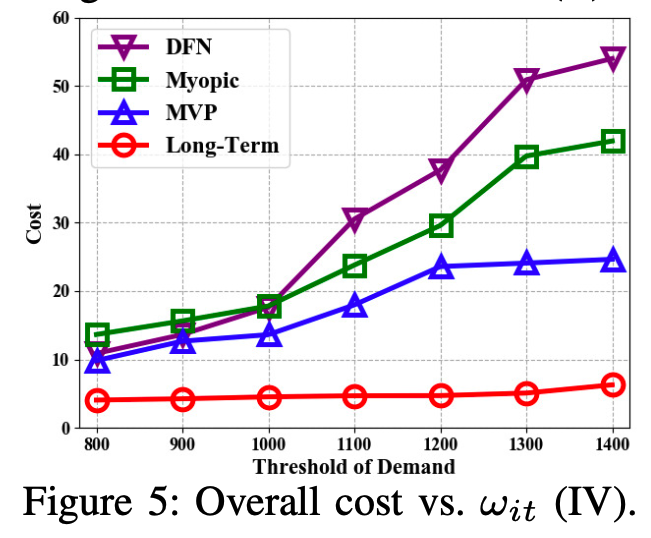 60
50
40
30
20
10
0
Cost
DFN
Myopic
MVP
Long-Term
800 900 1000 1100 1200 1300 1400
Threshold of Demand
Figure 5: Overall cost vs. ω_it (IV).